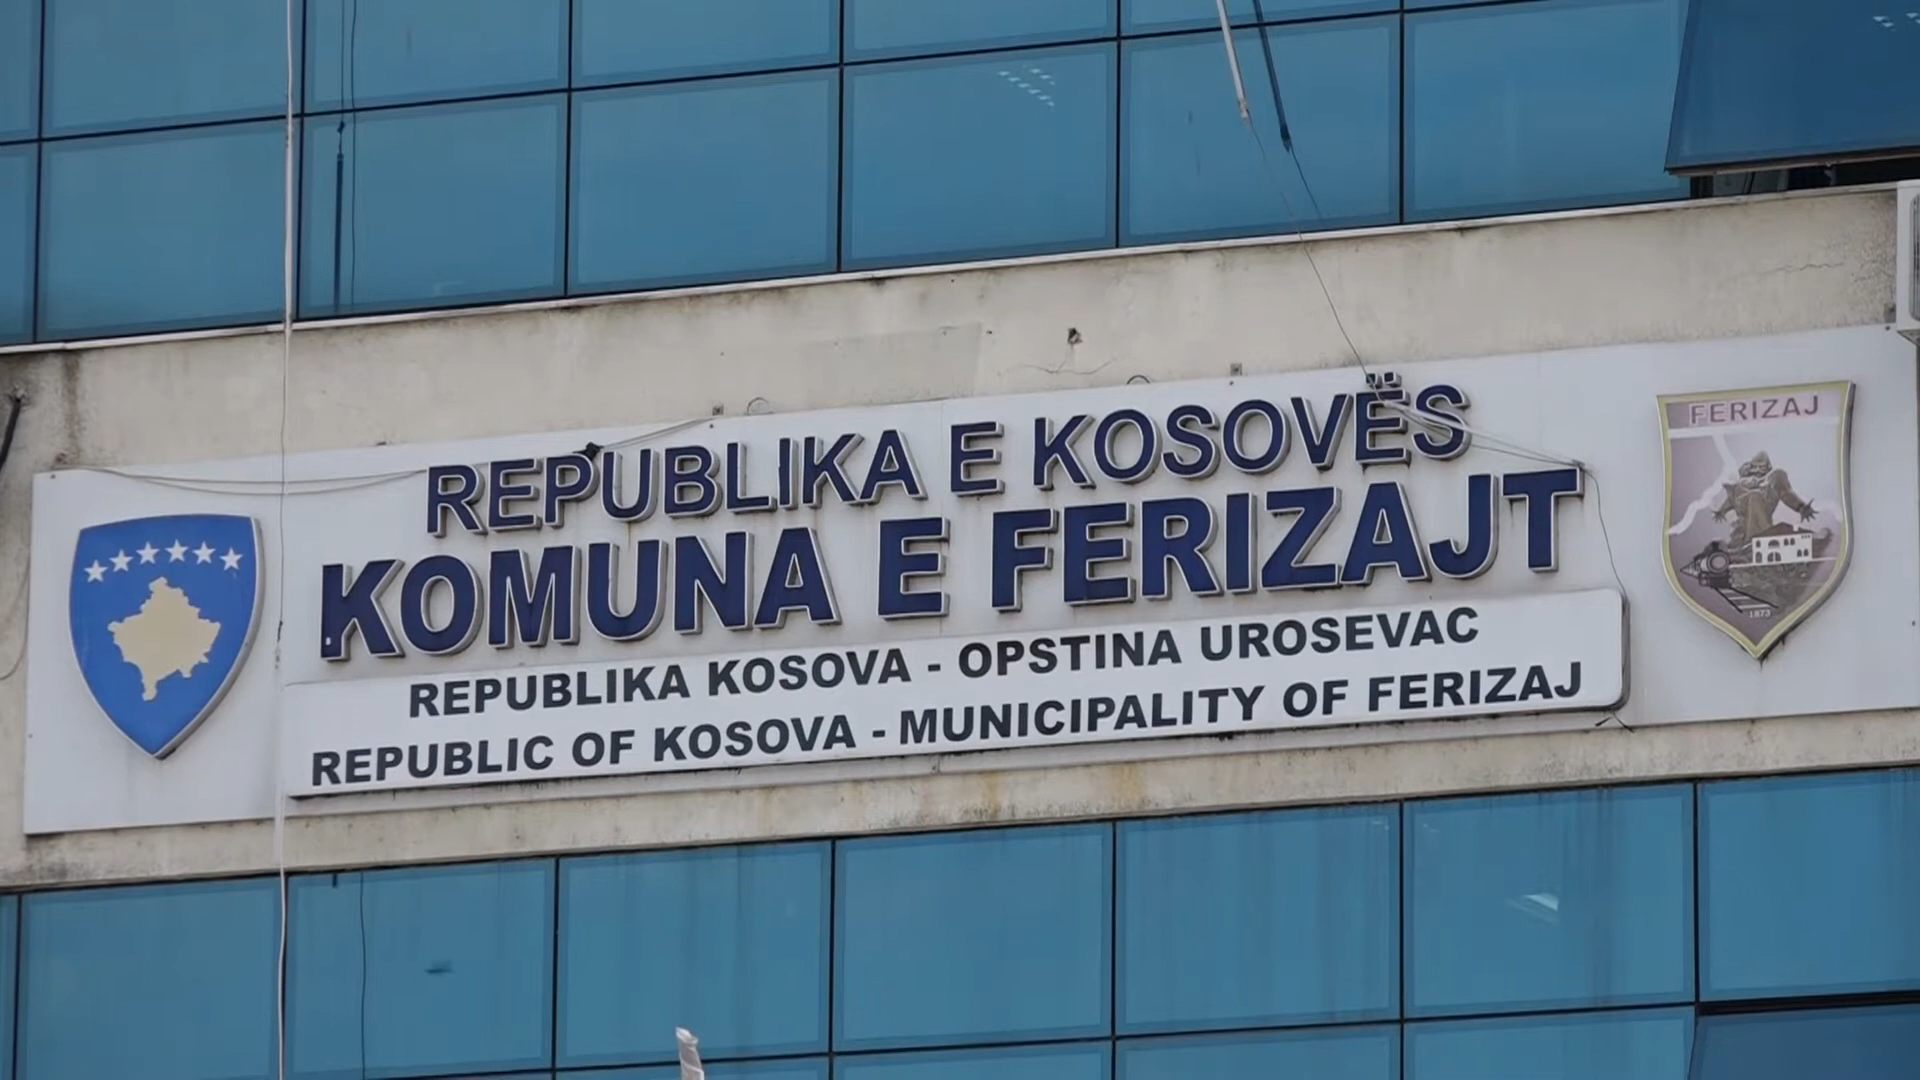 REPUBLIKA E KOSOVËS
KOMUNA E FERIZAJT
REPUBLIKA KOSOVA - OPSTINA UROSEVAC
REPUBLIC OF KOSOVA - MUNICIPALITY OF FERIZAJ
FERIZAJ
1873